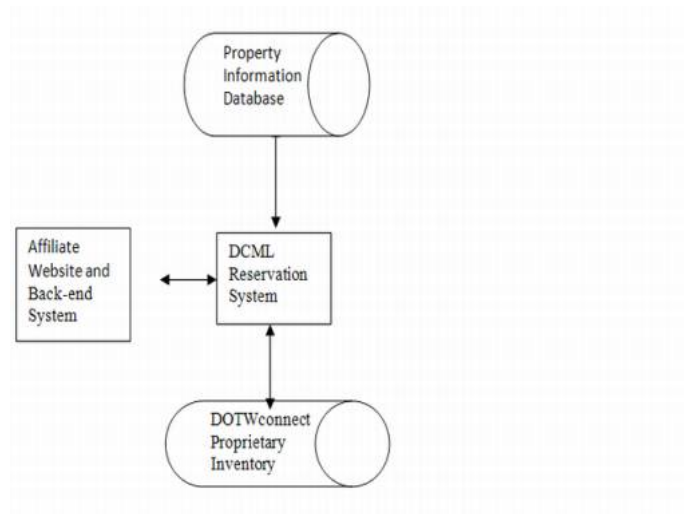 Property
Information
Database
Affiliate
Website and
Back-end
System
DCML
Reservation
System
DOTWconnect
Proprietary
Inventory